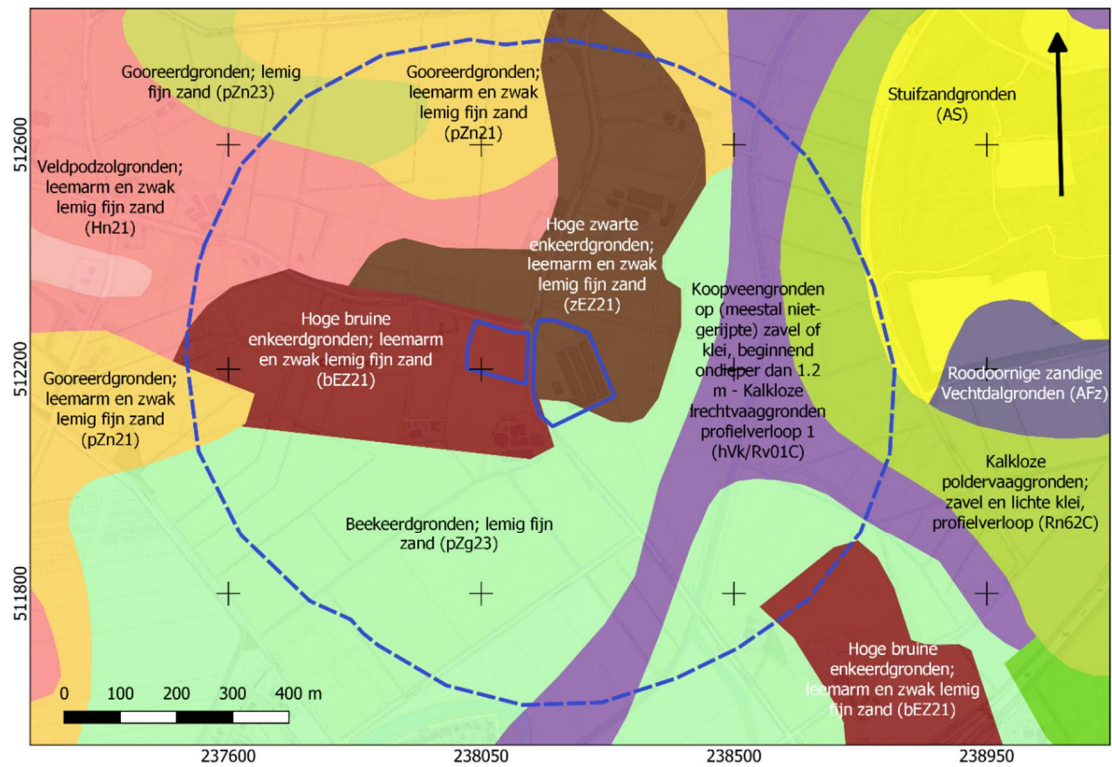 Gooreerdgronden; lemig
fijn zand (pZn23)
Gooreerdgronden;
leemarm en zwak
lemig fijn zand
(pZn21)
Stuifzandgronden
(AS)
Veldpodzolgronden;
leemarm en zwak
lemig fijn zand
(Hn21)
Hoge zwarte
enkeerdgronden;
leemarm en zwak
lemig fijn zand
(zEZ21)
Koopveengronden
op (meestal niet-
gerijpte) zavel of
klei, beginnend
ondieper dan 1.2
m - Kalkloze
lrechtvaaggronden
profielverloop 1
(hVk/Rv01C)
Hoge bruine
enkeerdgronden; leemarm
en zwak lemig fijn zand
(bEZ21)
Gooreerdgronden;
leemarm en zwak
lemig fijn zand
(pZn21)
Roodoornige zandige
Vechtdalgronden (AFz)
Kalkloze
poldervaaggronden;
zavel en lichte klei,
profielverloop (Rn62C)
Beekeerdgronden; lemig fijn
zand (pZg23)
Hoge bruine
enkeerdgronden;
leemarm en zwak lemig
fijn zand (bEZ21)
0 100 200 300 400 m
512600
512200
511800
237600 238050 238500 238950